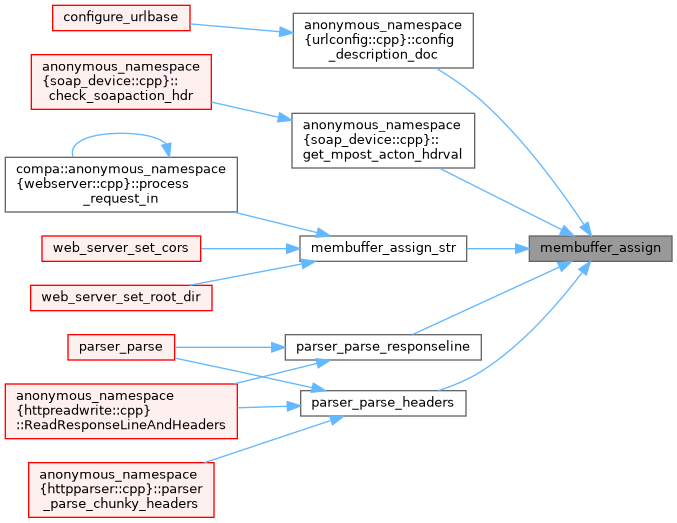 configure_urlbase
anonymous_namespace
{urlconfig::cpp}::config
_description_doc
anonymous_namespace
{soap_device::cpp}::
check_soapaction_hdr
anonymous_namespace
{soap_device::cpp}::
get_mpost_acton_hdrval
compa::anonymous_namespace
{webserver::cpp}::process
_request_in
web_server_set_cors
membuffer_assign_str
membuffer_assign
web_server_set_root_dir
parser_parse
parser_parse_responseline
anonymous_namespace
{httpreadwrite::cpp}
::ReadResponseLineAndHeaders
parser_parse_headers
anonymous_namespace
{httpparser::cpp}::parser
_parse_chunky_headers